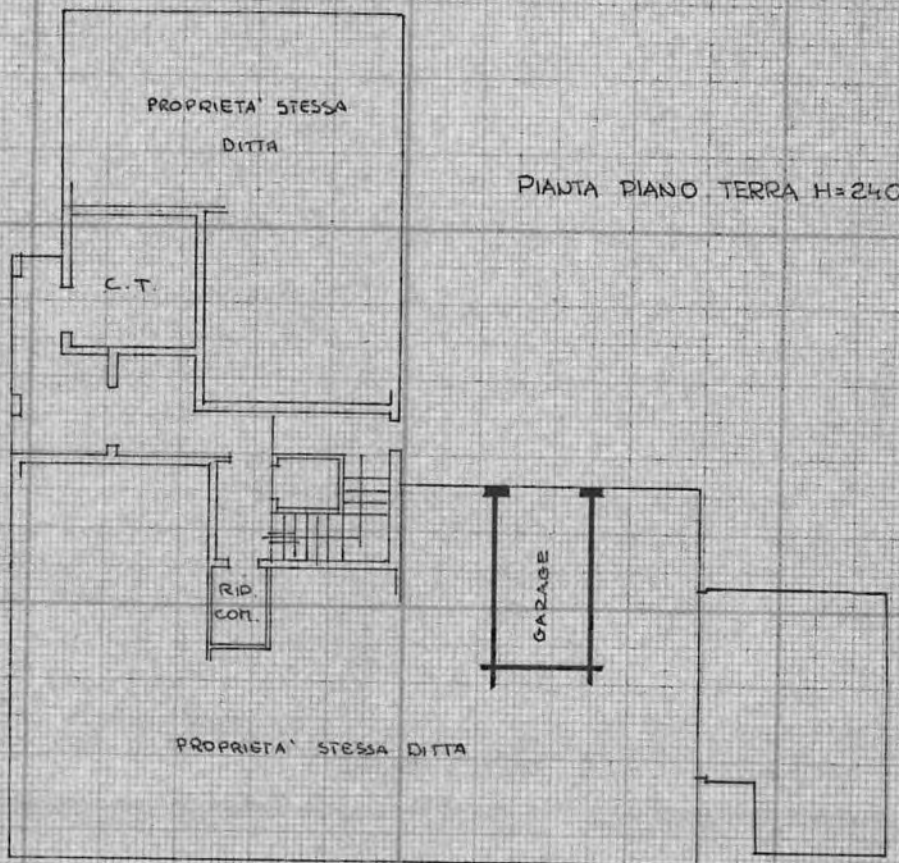 PROPRIETA' STESSA
DITTA
PIANTA PIANO TERRA H=240
C.T.
GARAGE
RIP.
COM.
PROPRIETA' STESSA DITTA